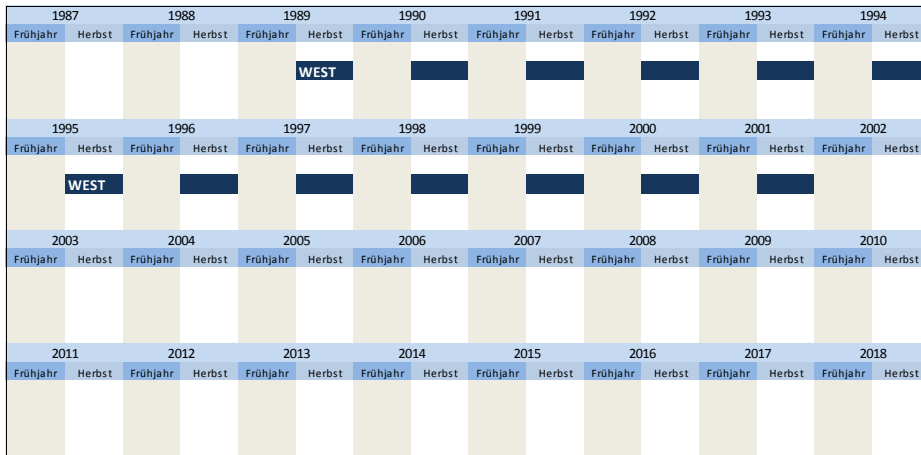 1987 1988 1989 1990 1991 1992 1993 1994
Frühjahr Herbst Frühjahr Herbst Frühjahr Herbst Frühjahr Herbst Frühjahr Herbst Frühjahr Herbst Frühjahr Herbst Frühjahr Herbst
WEST
1995 1996 1997 1998 1999 2000 2001 2002
Frühjahr Herbst Frühjahr Herbst Frühjahr Herbst Frühjahr Herbst Frühjahr Herbst Frühjahr Herbst Frühjahr Herbst Frühjahr Herbst
WEST
2003 2004 2005 2006 2007 2008 2009 2010
Frühjahr Herbst Frühjahr Herbst Frühjahr Herbst Frühjahr Herbst Frühjahr Herbst Frühjahr Herbst Frühjahr Herbst Frühjahr Herbst
2011 2012 2013 2014 2015 2016 2017 2018
Frühjahr Herbst Frühjahr Herbst Frühjahr Herbst Frühjahr Herbst Frühjahr Herbst Frühjahr Herbst Frühjahr Herbst Frühjahr Herbst